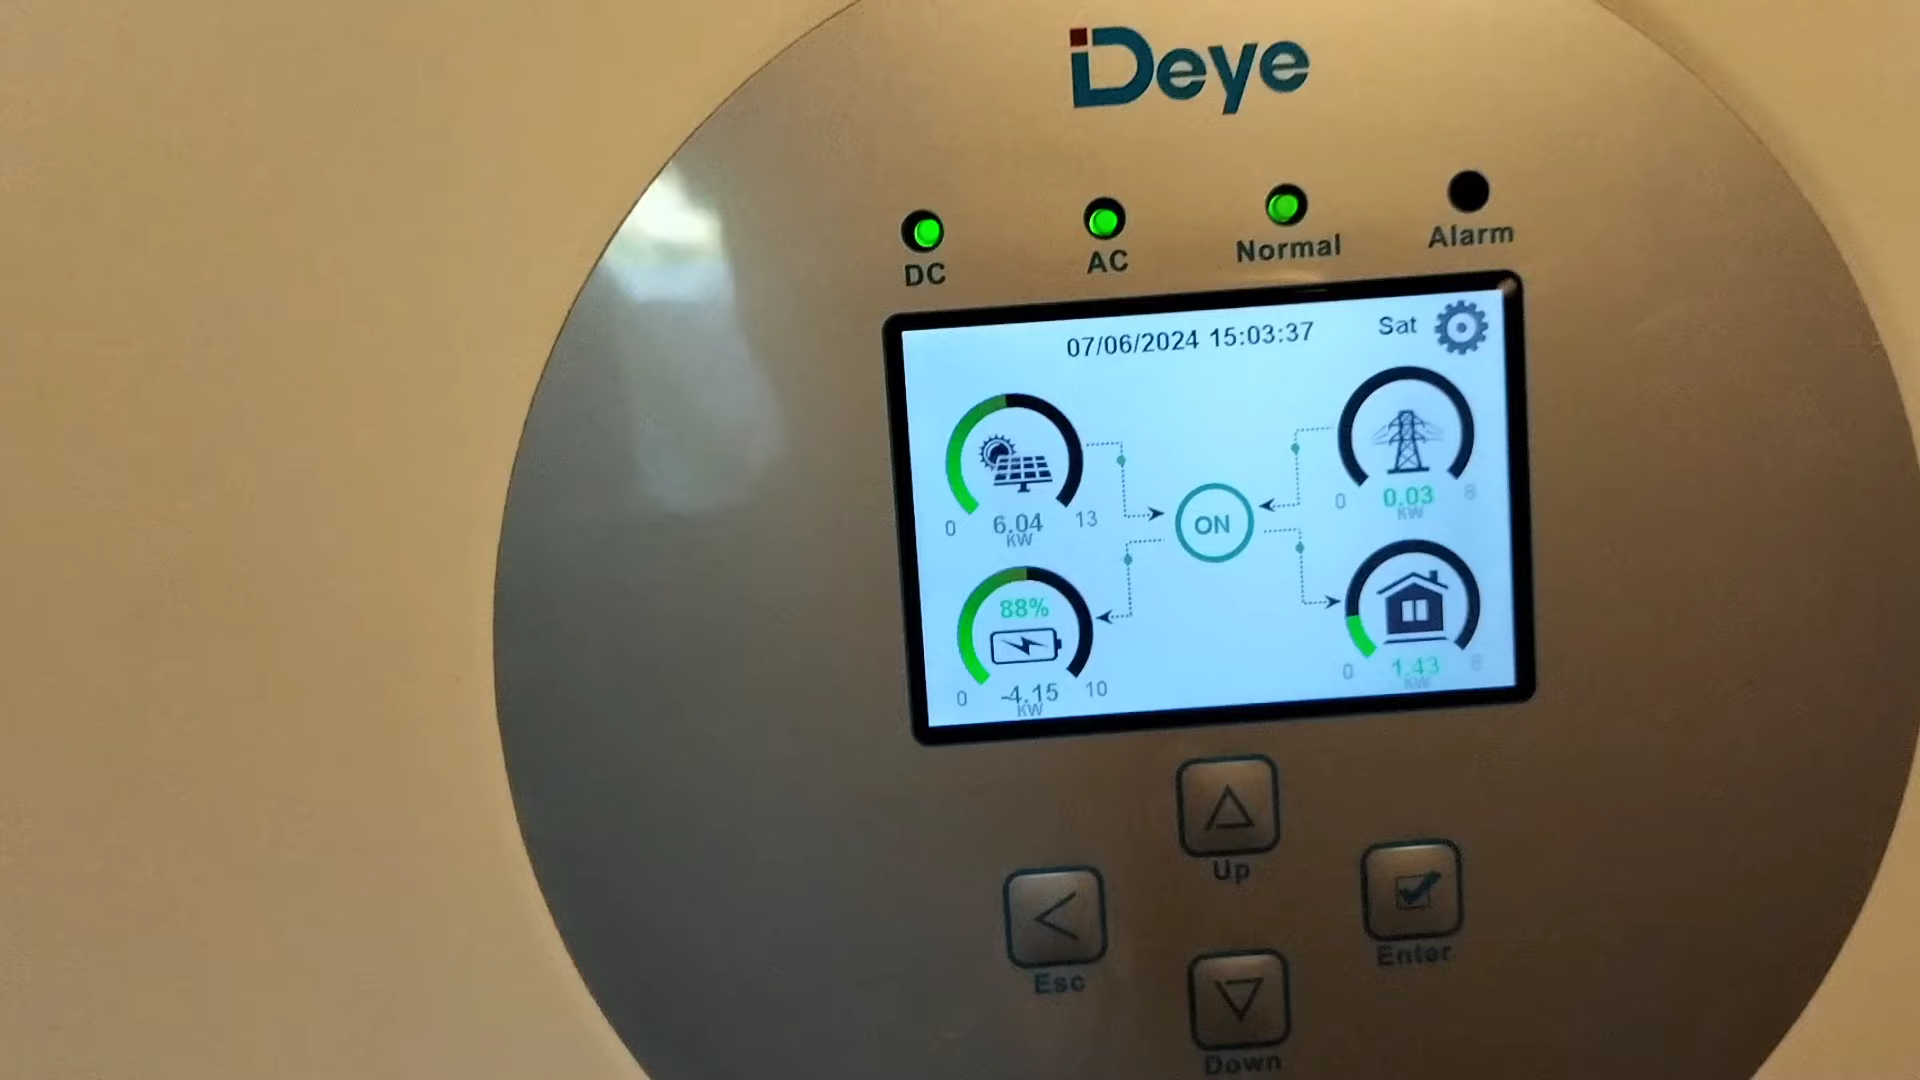 Deye
DC
AC
Normal
Alarm
07/06/2024 15:03:37
Sat
0
6.04
13
KW
0
0.03
8
KW
ON
88%
0
-4.15
10
KW
0
1.43
8
KW
Up
Esc
Enter
Down